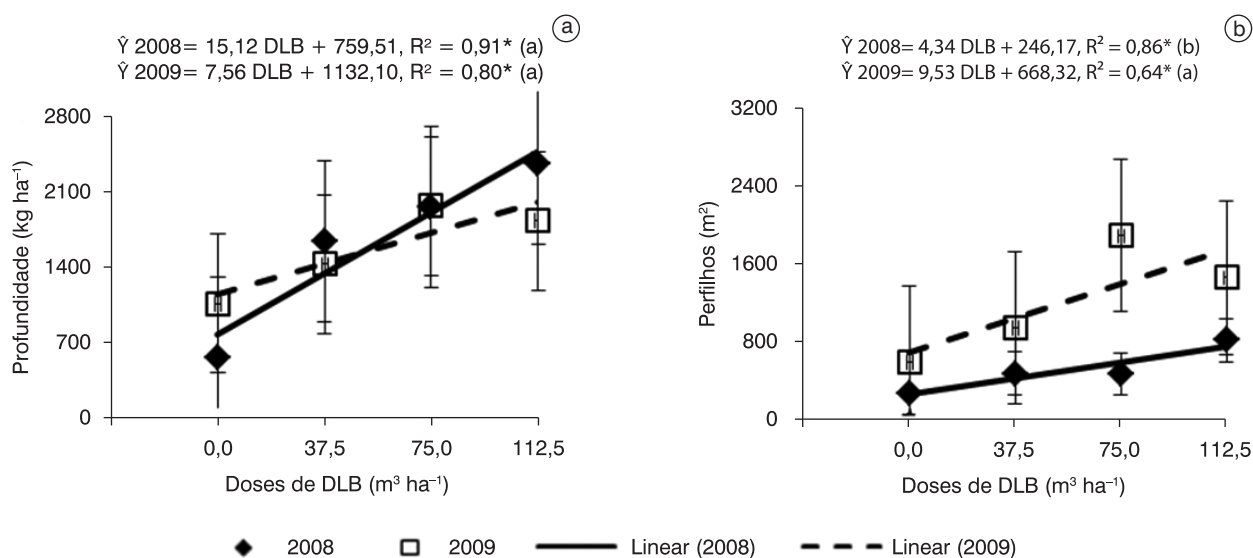 a
Ŷ 2008= 15,12 DLB + 759,51, R² = 0,91* (a)
Ŷ 2009= 7,56 DLB + 1132,10, R² = 0,80* (a)
Profundidade (kg ha⁻¹)
2800
2100
1400
700
0
0,0 37,5 75,0 112,5
Doses de DLB (m³ ha⁻¹)
b
Ŷ 2008= 4,34 DLB + 246,17, R² = 0,86* (b)
Ŷ 2009= 9,53 DLB + 668,32, R² = 0,64* (a)
Perfilhos (m²)
3200
2400
1600
800
0
0,0 37,5 75,0 112,5
Doses de DLB (m³ ha⁻¹)
2008 2009 Linear (2008) Linear (2009)